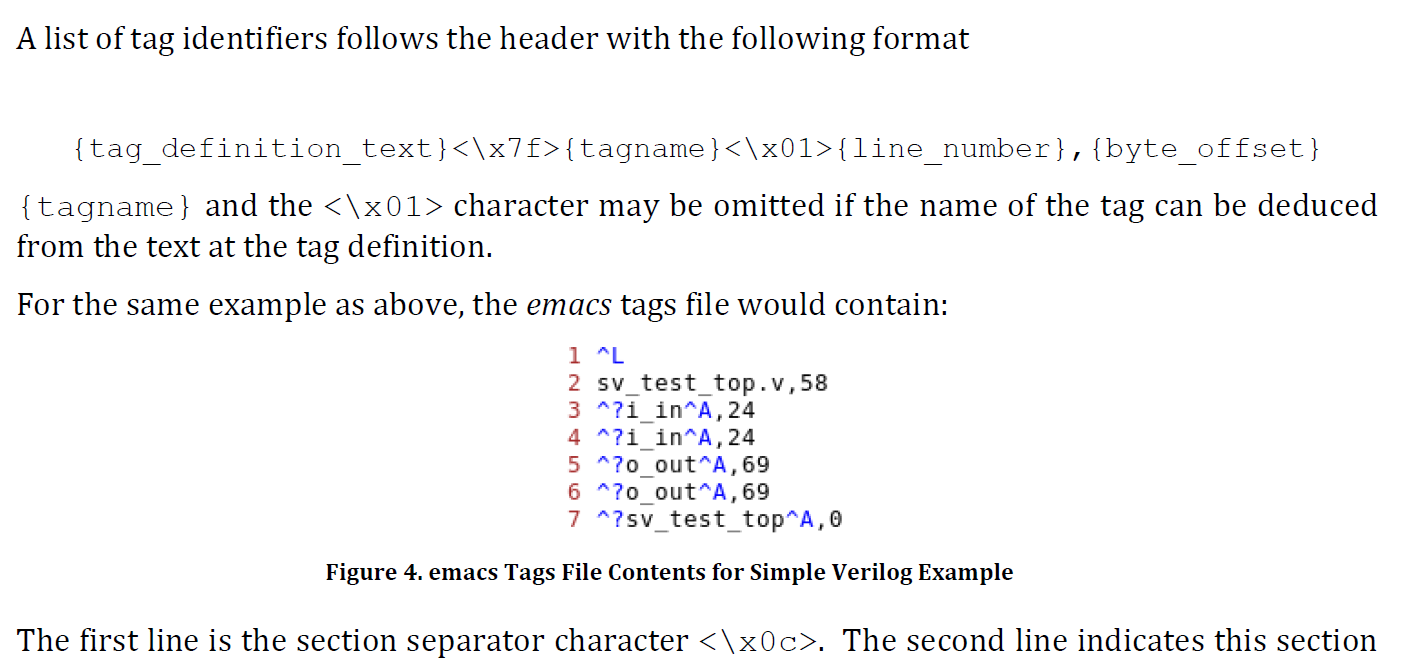 A list of tag identifiers follows the header with the following format
{tag_definition_text}<\x7f>{tagname}<\x01>{line_number},{byte_offset}
{tagname} and the <\x01> character may be omitted if the name of the tag can be deduced
from the text at the tag definition.
For the same example as above, the emacs tags file would contain:
1 ^L
2 sv_test_top.v,58
3 ^?i_in^A,24
4 ^?i_in^A,24
5 ^?o_out^A,69
6 ^?o_out^A,69
7 ^?sv_test_top^A,0
Figure 4. emacs Tags File Contents for Simple Verilog Example
The first line is the section separator character <\x0c>. The second line indicates this section